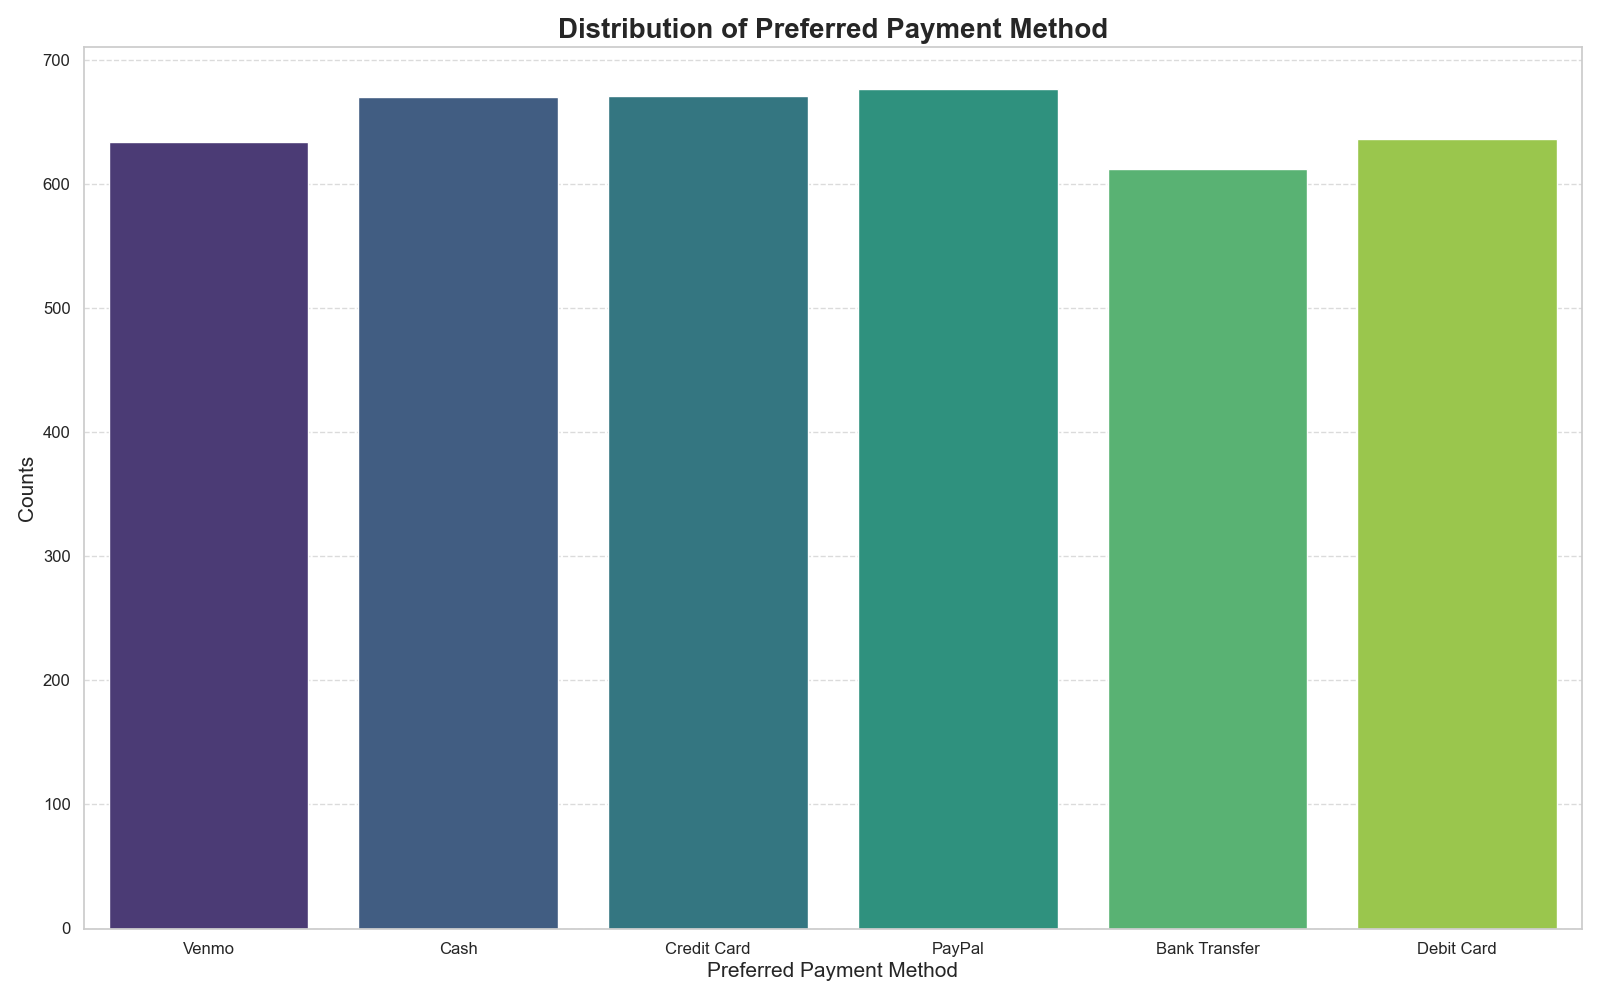 Distribution of Preferred Payment Method
700
600
500
400
300
200
100
0
Counts
Venmo Cash Credit Card PayPal Bank Transfer Debit Card
Preferred Payment Method